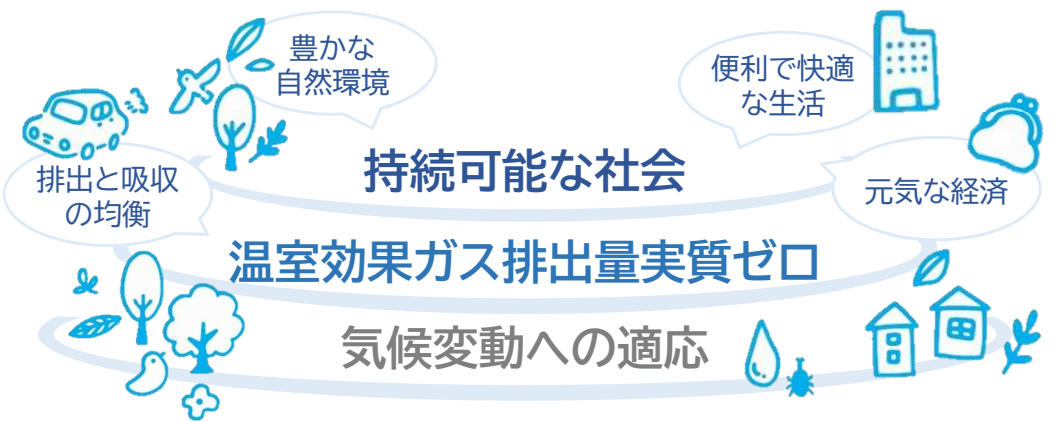 豊かな
自然環境
便利で快適
な生活
排出と吸収
の均衡
元気な経済
持続可能な社会
温室効果ガス排出量実質ゼロ
気候変動への適応